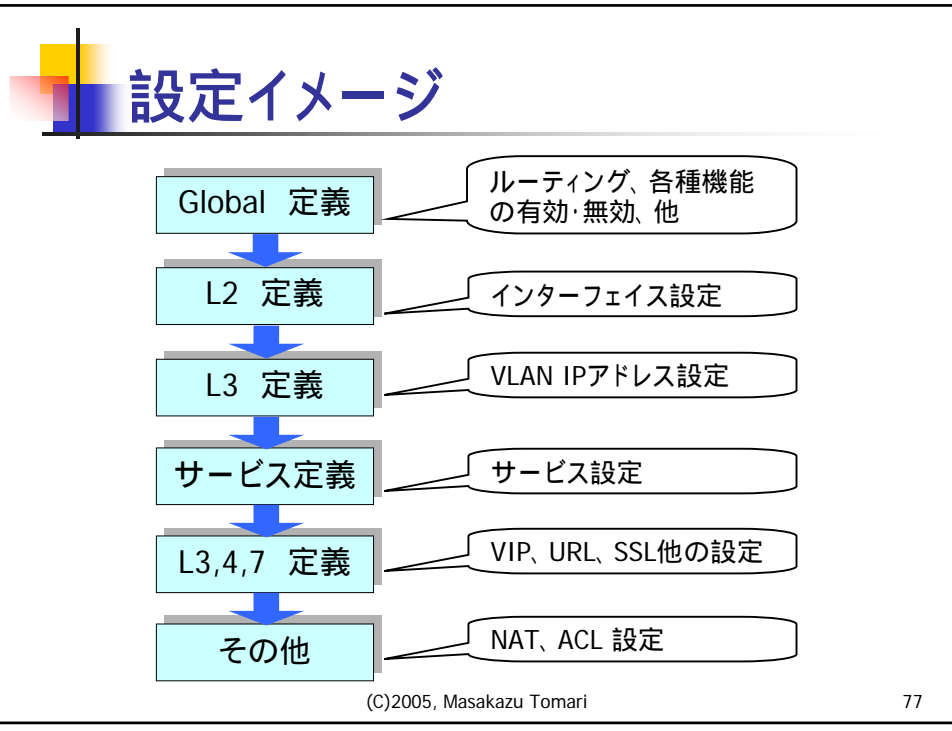 設定イメージ
Global 定義
ルーティング、各種機能
の有効・無効、他
L2 定義
インターフェイス設定
L3 定義
VLAN IPアドレス設定
サービス定義
サービス設定
L3,4,7 定義
VIP、URL、SSL他の設定
その他
NAT、ACL 設定
(C)2005, Masakazu Tomari
77